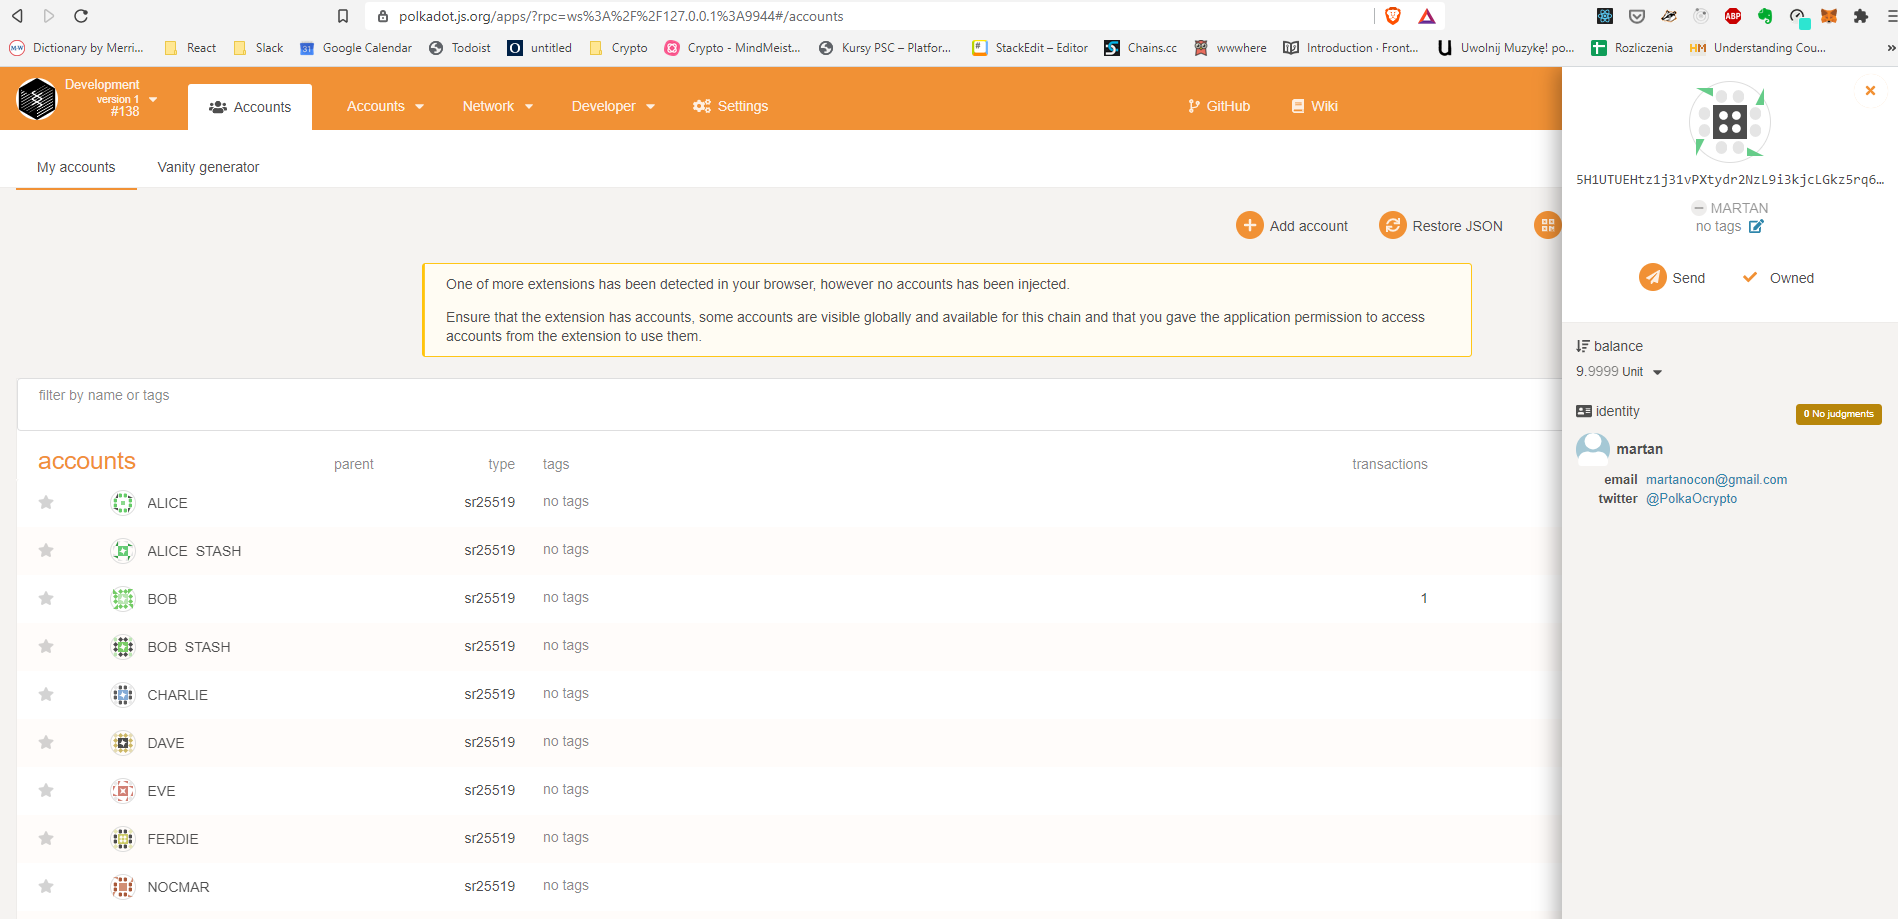 polkadot.js.org/apps/?rpc=ws%3A%2F%2F127.0.0.1%3A9944#/accounts
ABP
M-W Dictionary by Merri... React Slack 31 Google Calendar Todoist O untitled Crypto Crypto - MindMeist... Kursy PSC – Platfor... StackEdit – Editor Chains.cc wwwhere Introduction · Front... U Uwolnij Muzykę! po... Rozliczenia HM Understanding Cou... »
Development
version 1
#138
Accounts Accounts Network Developer Settings GitHub Wiki
My accounts Vanity generator
Add account Restore JSON
One of more extensions has been detected in your browser, however no accounts has been injected.
Ensure that the extension has accounts, some accounts are visible globally and available for this chain and that you gave the application permission to access
accounts from the extension to use them.
filter by name or tags
accounts parent type tags transactions
ALICE sr25519 no tags
ALICE STASH sr25519 no tags
BOB sr25519 no tags 1
BOB STASH sr25519 no tags
CHARLIE sr25519 no tags
DAVE sr25519 no tags
EVE sr25519 no tags
FERDIE sr25519 no tags
NOCMAR sr25519 no tags
5H1UTUEHtz1j31vPXtydr2NzL9i3kjcLGkz5rq6…
MARTAN
no tags
Send Owned
balance
9.9999 Unit
identity 0 No judgments
martan
email martanocon@gmail.com
twitter @PolkaOcrypto